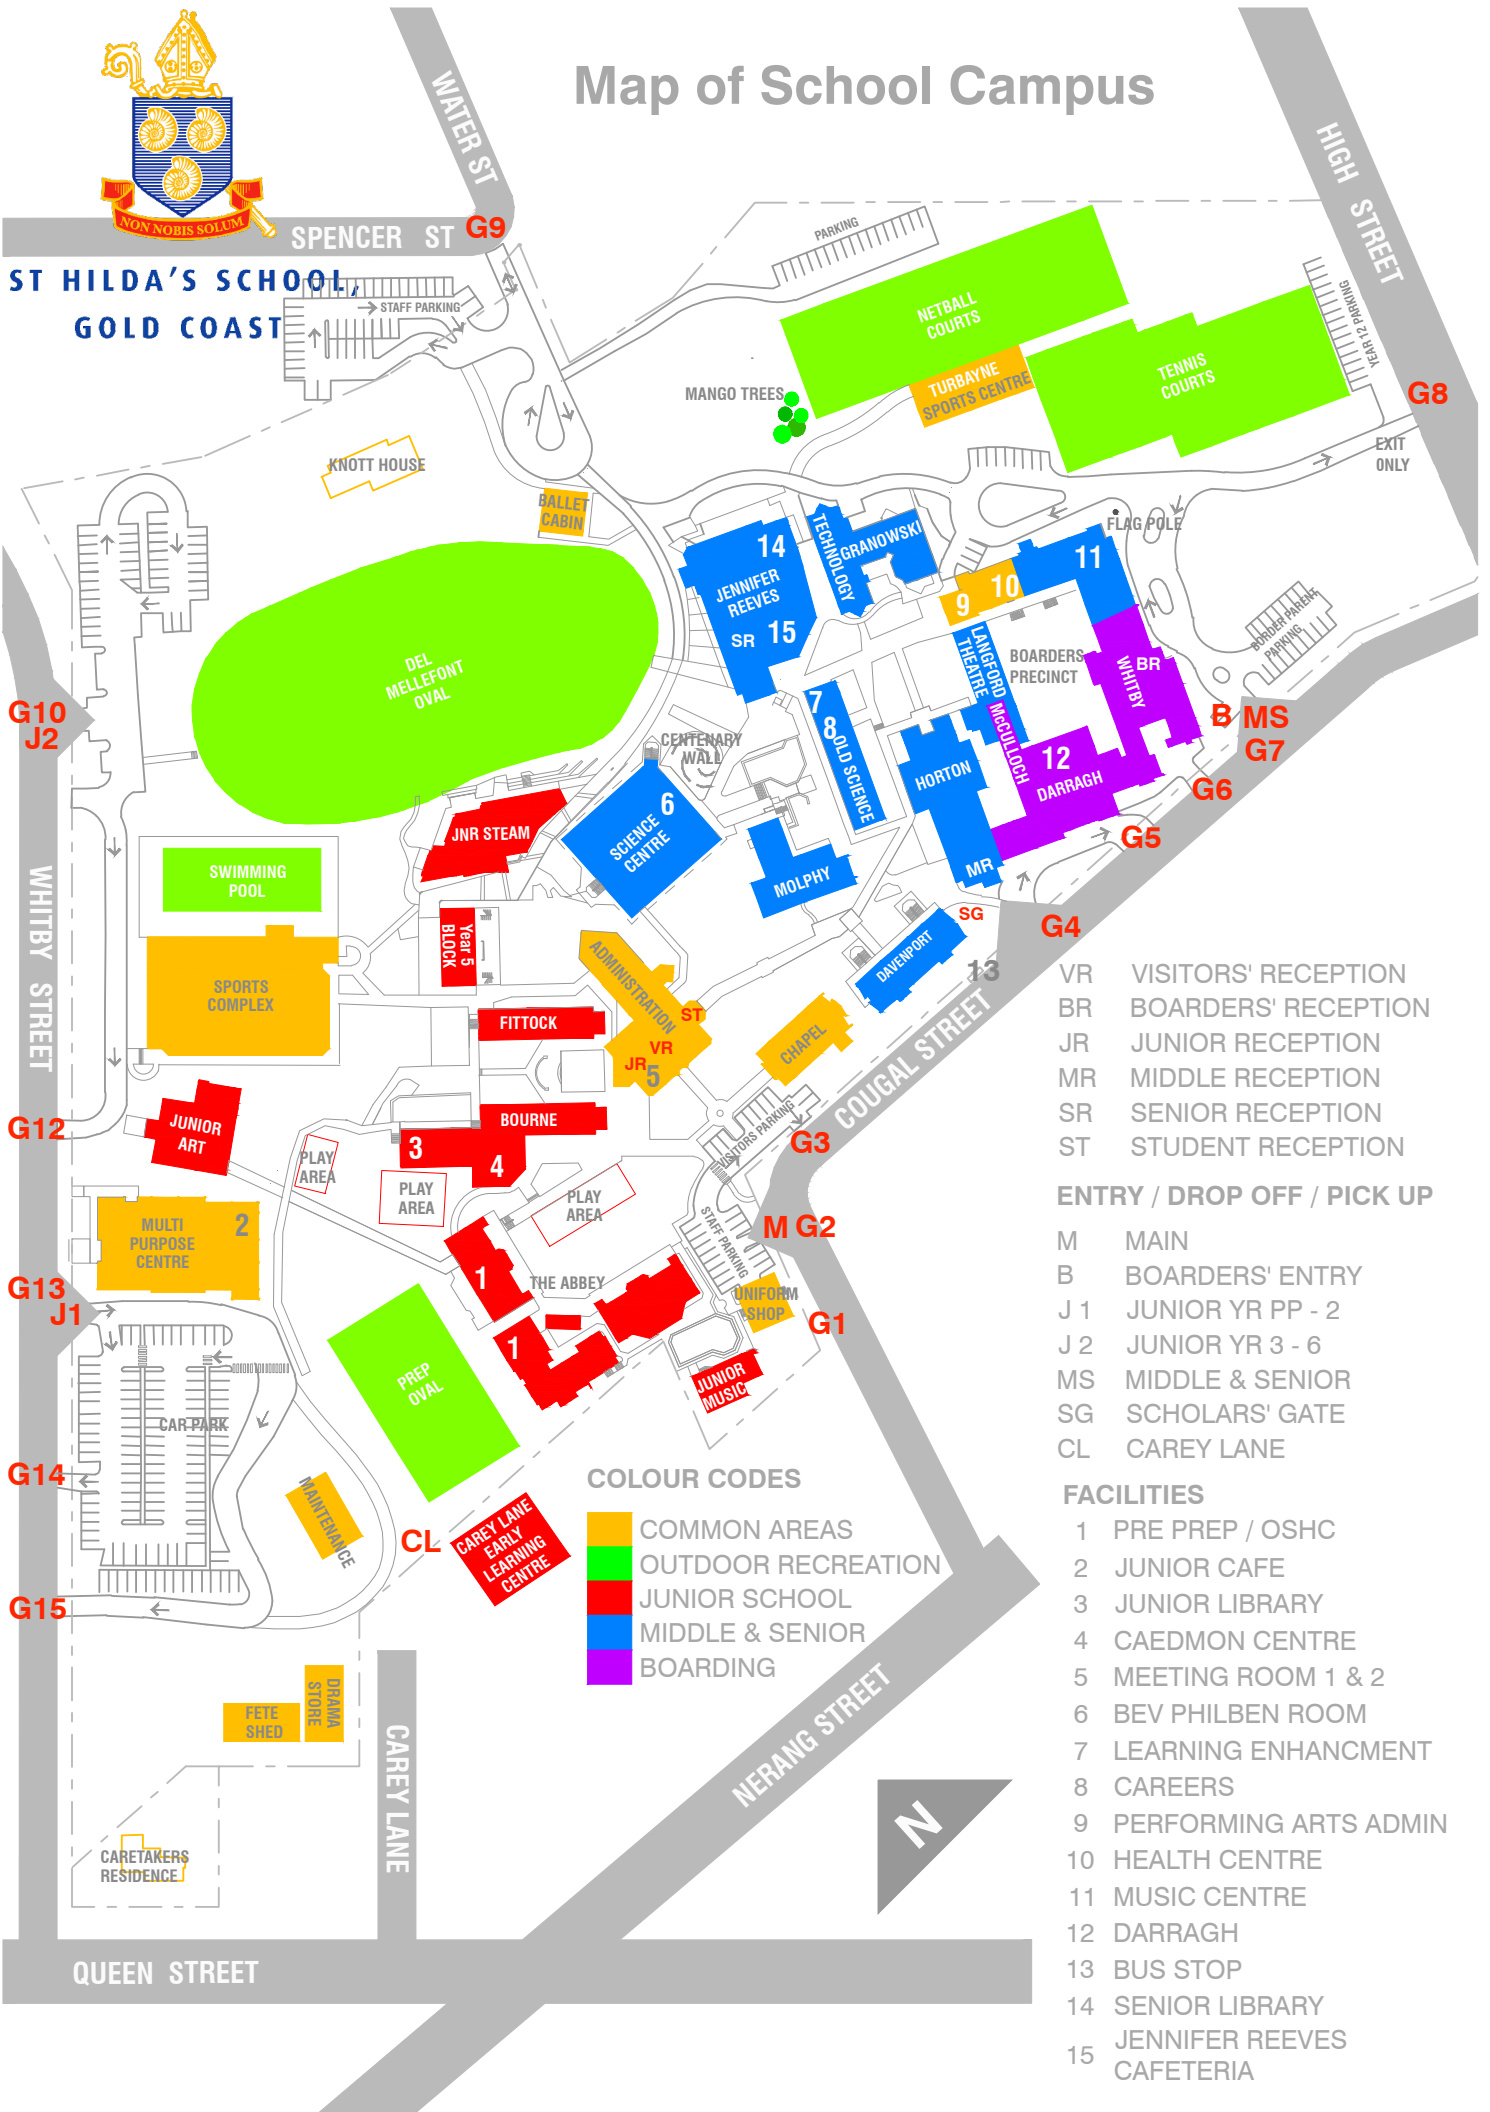 Map of School Campus
NON NOBIS SOLUM
ST HILDA'S SCHOOL,
GOLD COAST
WATER ST
SPENCER ST
G9
HIGH STREET
PARKING
STAFF PARKING
NETBALL
COURTS
TURBAYNE
SPORTS CENTRE
TENNIS
COURTS
YEAR 12 PARKING
G8
MANGO TREES
EXIT
ONLY
KNOTT HOUSE
BALLET
CABIN
FLAG POLE
14
JENNIFER
REEVES
SR 15
TECHNOLOGY
GRANOWSKI
11
10
9
LANGFORD
THEATRE
BOARDERS
PRECINCT
BR
WHITBY
BORDER PARENT
PARKING
DEL
MELLEFONT
OVAL
G10
J2
B MS
G7
G6
G5
7
8
OLD SCIENCE
McCULLOCH
12
DARRAGH
HORTON
MR
CENTENARY
WALL
6
SCIENCE
CENTRE
JNR STEAM
MOLPHY
SWIMMING
POOL
WHITBY STREET
Year 5
BLOCK
SPORTS
COMPLEX
ADMINISTRATION
ST
VR
JR
5
SG
G4
DAVENPORT
13
CHAPEL
COUGAL STREET
FITTOCK
BOURNE
3
4
G12
JUNIOR
ART
PLAY
AREA
PLAY
AREA
PLAY
AREA
VISITORS PARKING
G3
STAFF PARKING
M G2
MULTI
PURPOSE
CENTRE
2
G13
J1
1
THE ABBEY
1
UNIFORM
SHOP
G1
JUNIOR
MUSIC
PREP
OVAL
CAR PARK
G14
MAINTENANCE
CL
CAREY LANE
EARLY
LEARNING
CENTRE
G15
FETE
SHED
DRAMA
STORE
CAREY LANE
CARETAKERS
RESIDENCE
QUEEN STREET
NERANG STREET
N
COLOUR CODES
COMMON AREAS
OUTDOOR RECREATION
JUNIOR SCHOOL
MIDDLE & SENIOR
BOARDING
VR VISITORS' RECEPTION
BR BOARDERS' RECEPTION
JR JUNIOR RECEPTION
MR MIDDLE RECEPTION
SR SENIOR RECEPTION
ST STUDENT RECEPTION
ENTRY / DROP OFF / PICK UP
M MAIN
B BOARDERS' ENTRY
J 1 JUNIOR YR PP - 2
J 2 JUNIOR YR 3 - 6
MS MIDDLE & SENIOR
SG SCHOLARS' GATE
CL CAREY LANE
FACILITIES
1 PRE PREP / OSHC
2 JUNIOR CAFE
3 JUNIOR LIBRARY
4 CAEDMON CENTRE
5 MEETING ROOM 1 & 2
6 BEV PHILBEN ROOM
7 LEARNING ENHANCMENT
8 CAREERS
9 PERFORMING ARTS ADMIN
10 HEALTH CENTRE
11 MUSIC CENTRE
12 DARRAGH
13 BUS STOP
14 SENIOR LIBRARY
15 JENNIFER REEVES
CAFETERIA